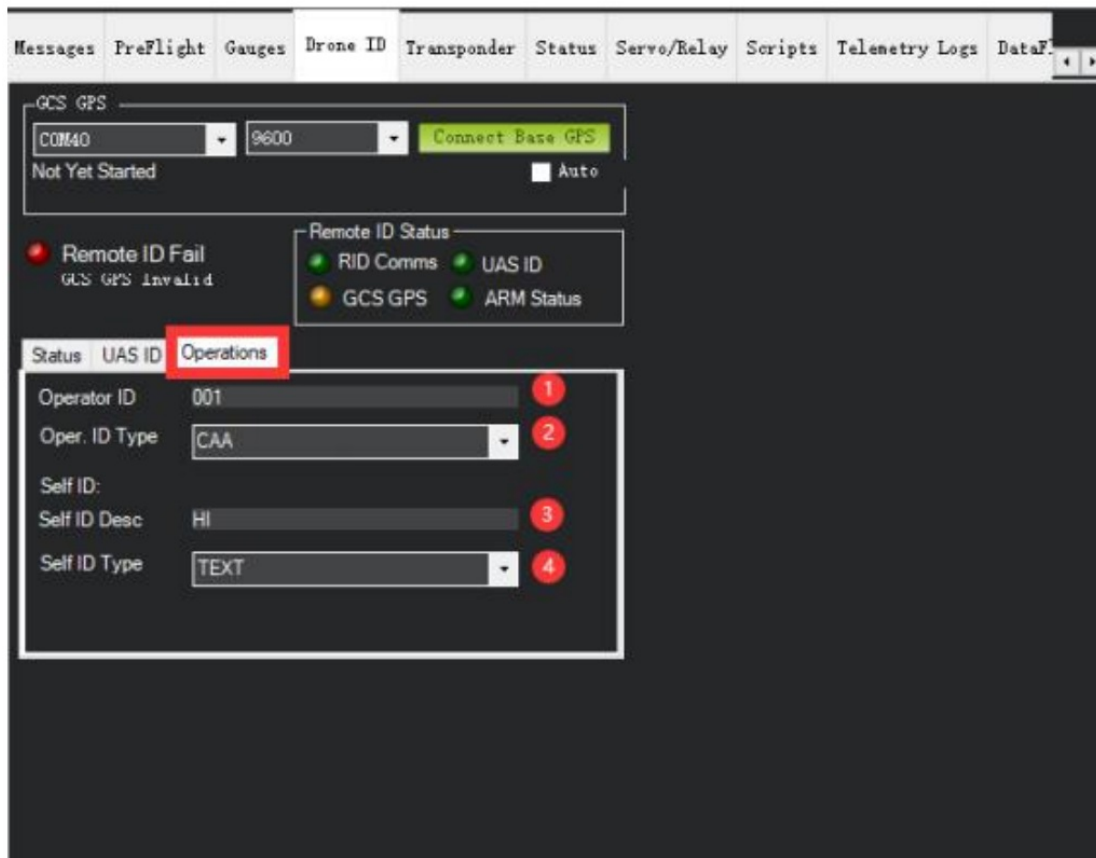 Messages PreFlight Gauges Drone ID Transponder Status Servo/Relay Scripts Telemetry Logs
GCS GPS
COM40 9600 Connect Base GPS
Not Yet Started Auto
Remote ID Status
Remote ID Fail RID Comms UAS ID
GCS GPS Invalid
GCS GPS ARM Status
Status UAS ID Operations
Operator ID 001 1
Oper. ID Type CAA 2
Self ID:
Self ID Desc HI 3
Self ID Type TEXT 4